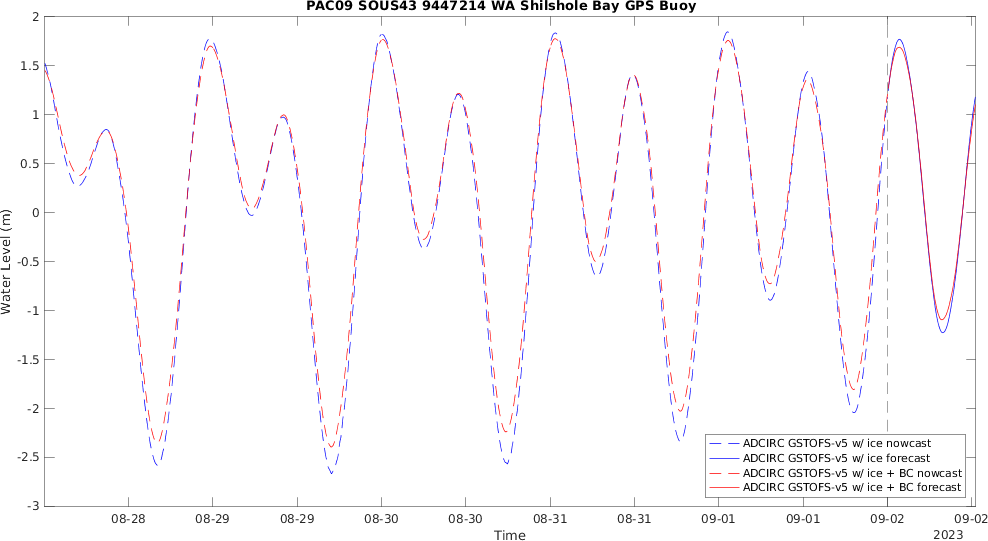 PAC09 SOUS43 9447214 WA Shilshole Bay GPS Buoy
2
1.5
1
0.5
0
-0.5
-1
-1.5
-2
-2.5
-3
Water Level (m)
ADCIRC GSTOFS-v5 w/ ice nowcast
ADCIRC GSTOFS-v5 w/ ice forecast
ADCIRC GSTOFS-v5 w/ ice + BC nowcast
ADCIRC GSTOFS-v5 w/ ice + BC forecast
08-28 08-29 08-29 08-30 08-30 08-31 08-31 09-01 09-01 09-02 09-02
Time
2023